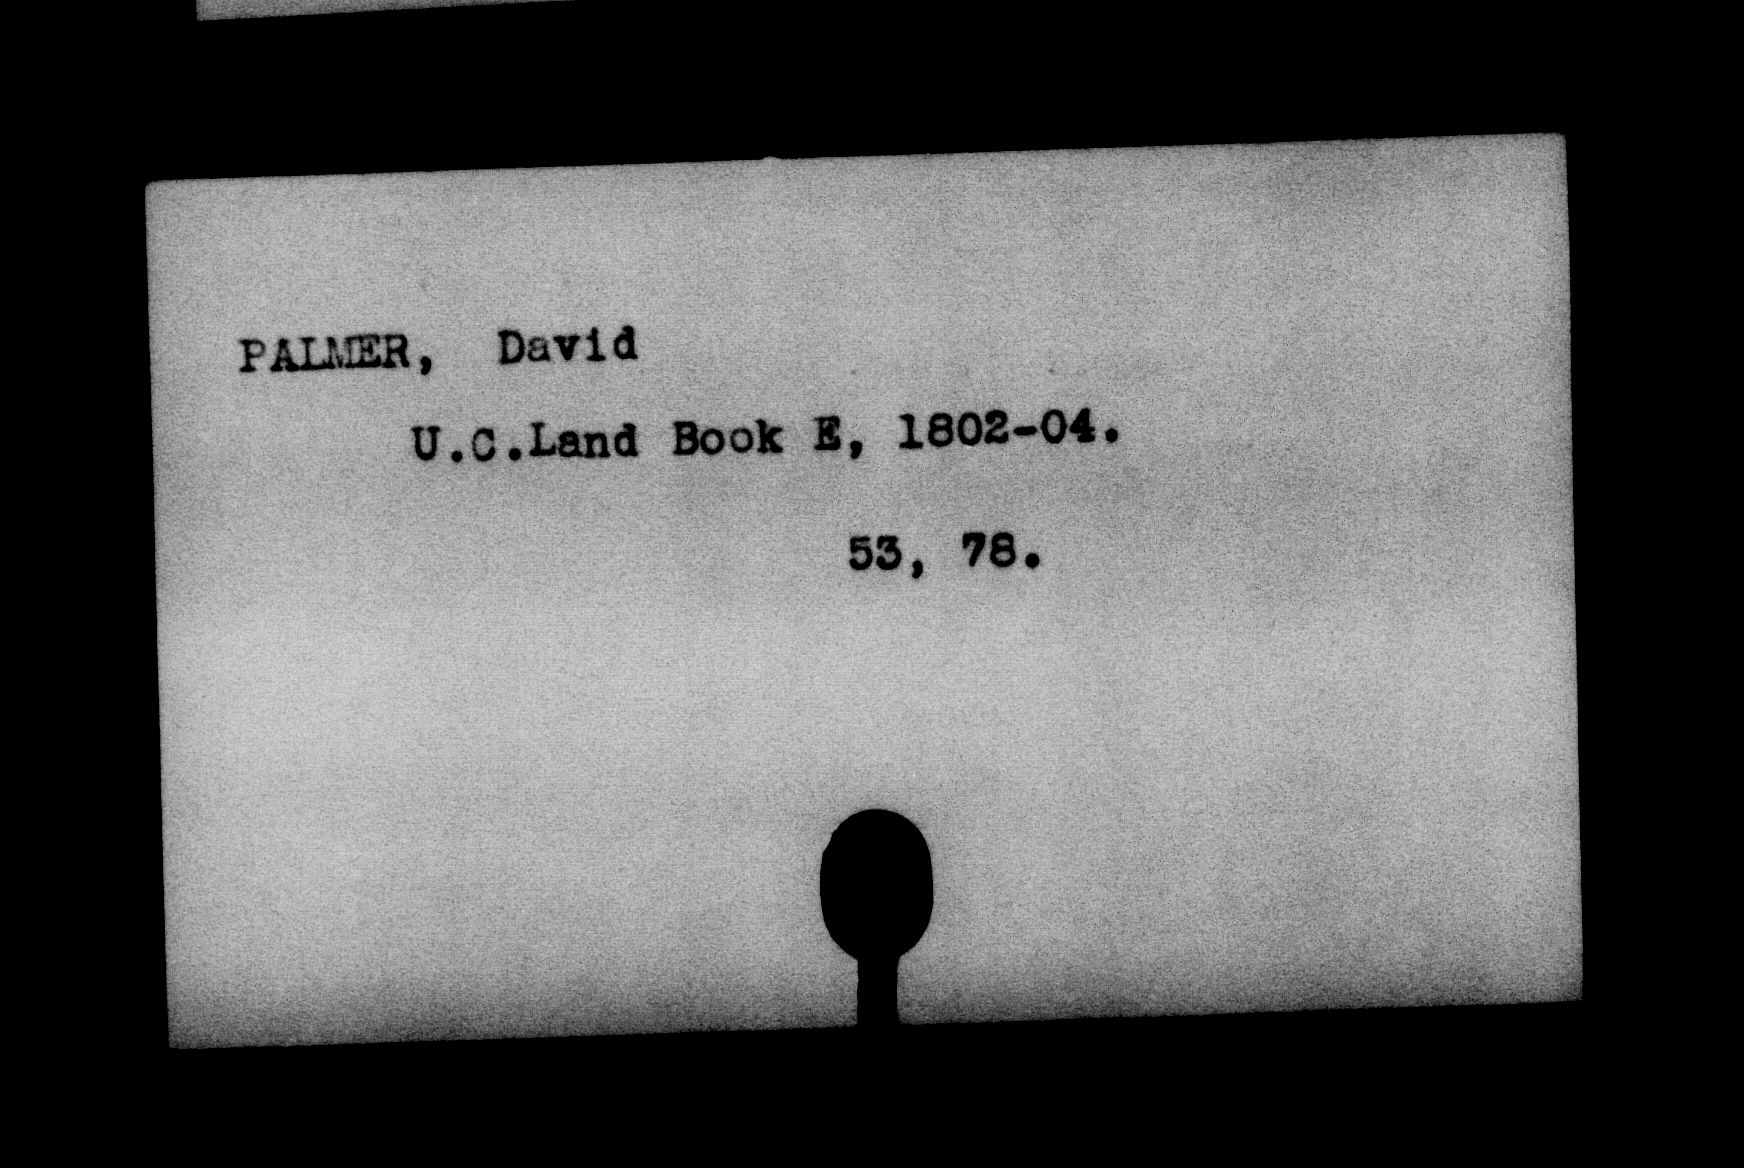 PALMER, David
U.C.Land Book E, 1802-04.
53, 78.